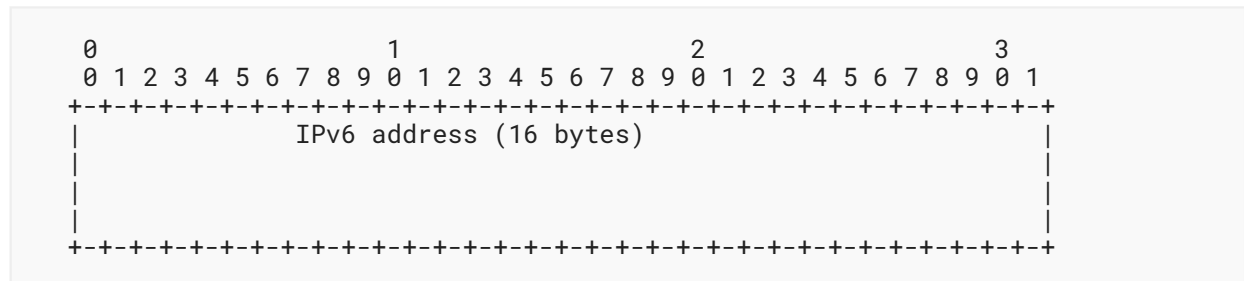 0                   1                   2                   3
 0 1 2 3 4 5 6 7 8 9 0 1 2 3 4 5 6 7 8 9 0 1 2 3 4 5 6 7 8 9 0 1
+-+-+-+-+-+-+-+-+-+-+-+-+-+-+-+-+-+-+-+-+-+-+-+-+-+-+-+-+-+-+-+-+
|              IPv6 address (16 bytes)                          |
|                                                               |
|                                                               |
|                                                               |
+-+-+-+-+-+-+-+-+-+-+-+-+-+-+-+-+-+-+-+-+-+-+-+-+-+-+-+-+-+-+-+-+